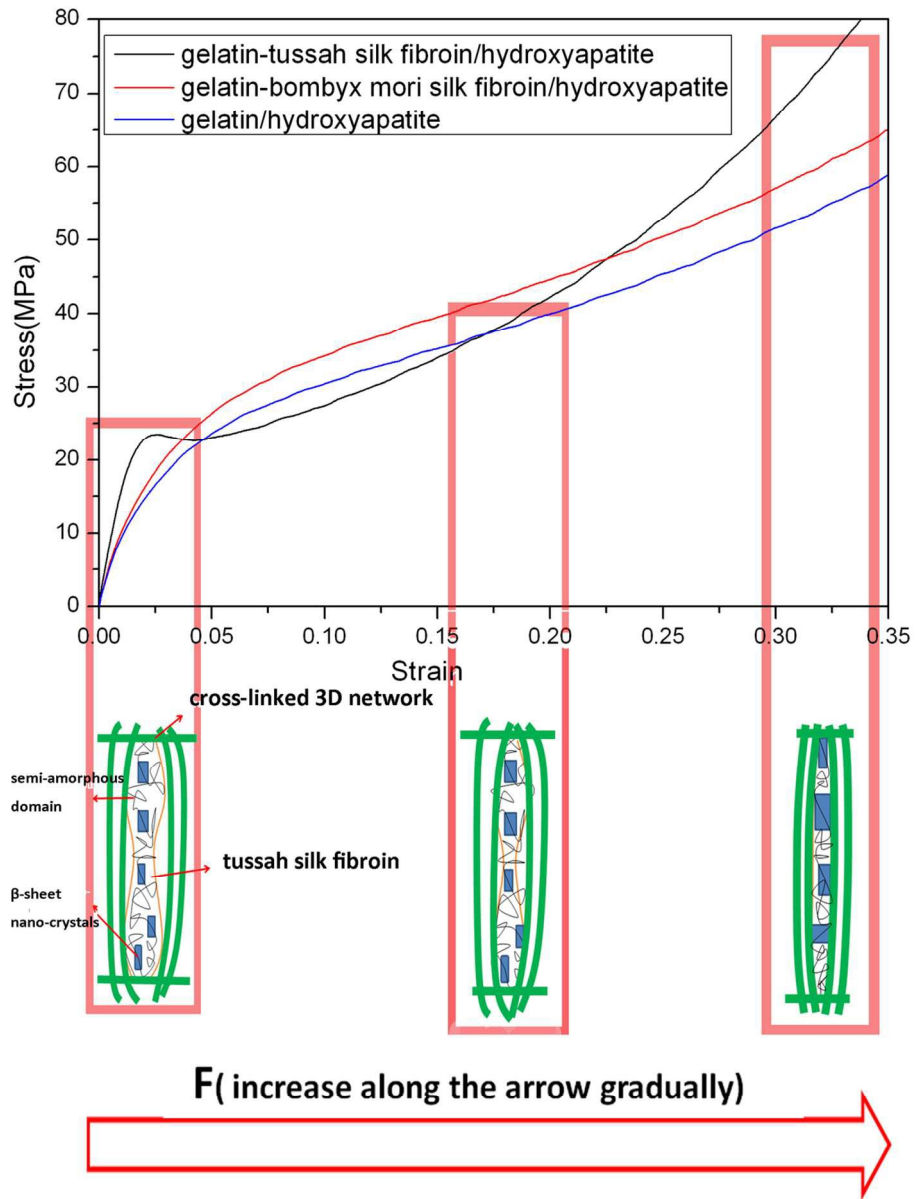 80
70
60
50
40
30
20
10
0
Stress(MPa)
gelatin-tussah silk fibroin/hydroxyapatite
gelatin-bombyx mori silk fibroin/hydroxyapatite
gelatin/hydroxyapatite
0.00 0.05 0.10 0.15 0.20 0.25 0.30 0.35
Strain
cross-linked 3D network
semi-amorphous
domain
tussah silk fibroin
β-sheet
nano-crystals
F( increase along the arrow gradually)